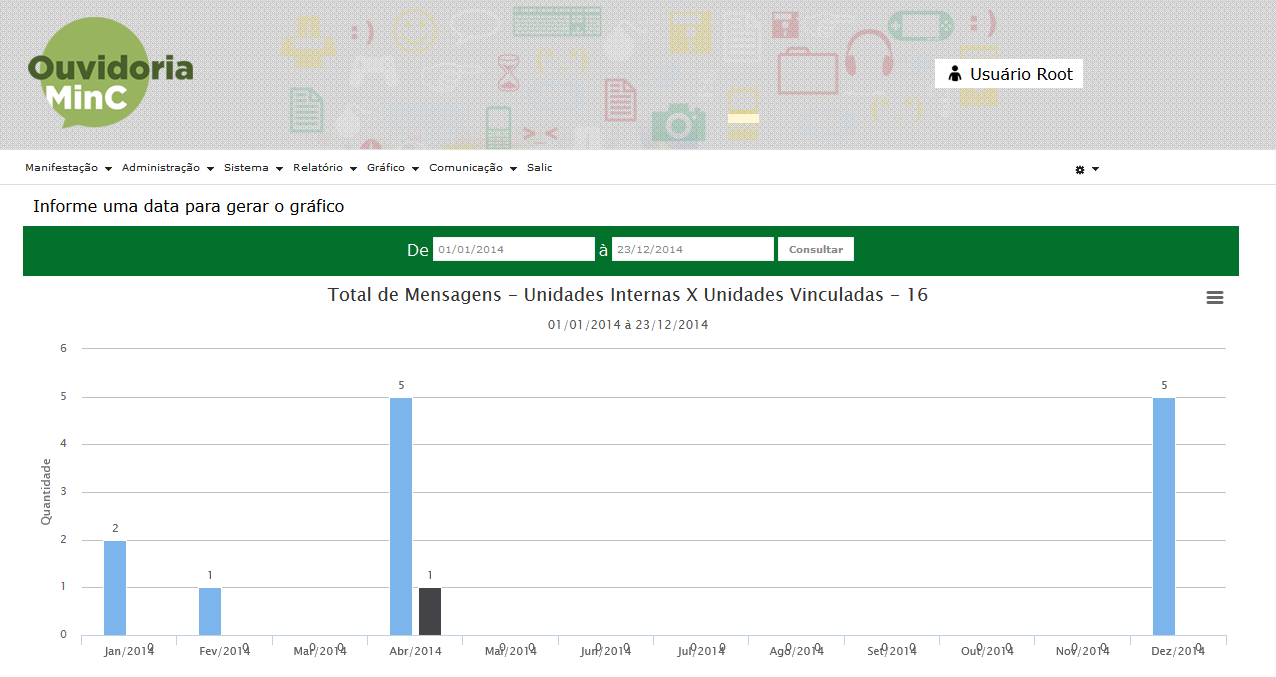 Ouvidoria
MinC
Usuário Root
Manifestação Administração Sistema Relatório Gráfico Comunicação Salic
Informe uma data para gerar o gráfico
De 01/01/2014 à 23/12/2014 Consultar
Total de Mensagens - Unidades Internas X Unidades Vinculadas - 16
01/01/2014 à 23/12/2014
Quantidade
6
5
4
3
2
1
0
2
1
5
1
5
0 0 0 0 0 0 0 0 0 0 0 0 0 0 0 0 0 0 0
Jan/2014 Fev/2014 Mar/2014 Abr/2014 Mai/2014 Jun/2014 Jul/2014 Ago/2014 Set/2014 Out/2014 Nov/2014 Dez/2014